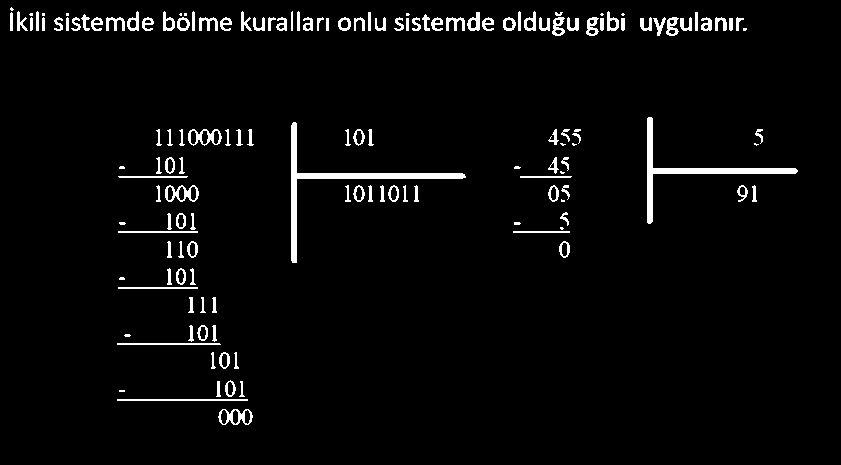 İkili sistemde bölme kuralları onlu sistemde olduğu gibi uygulanır.
111000111 101 455 5
- 101 - 45
1000 1011011 05 91
- 101 - 5
110 0
- 101
111
- 101
101
- 101
000